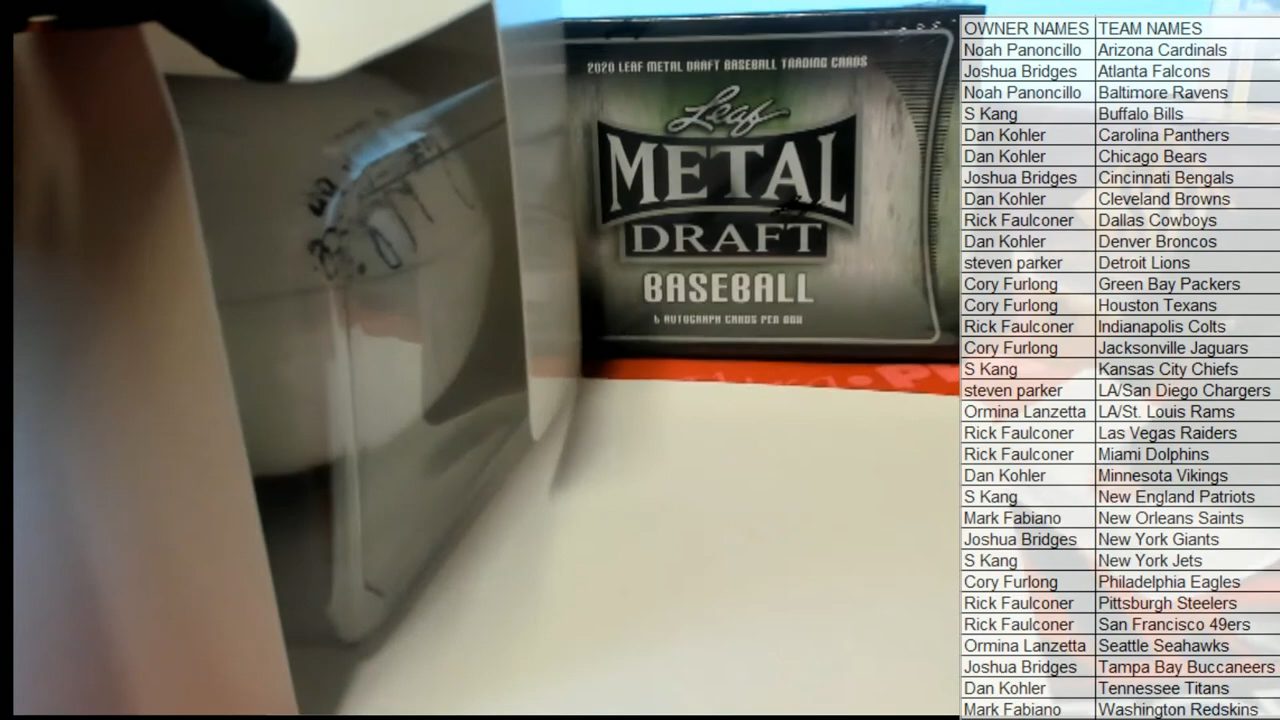 2020 LEAF METAL DRAFT BASEBALL TRADING CARDS
Leaf
METAL
DRAFT
BASEBALL
6 AUTOGRAPH CARDS PER BOX
OWNER NAMES TEAM NAMES
Noah Panoncillo Arizona Cardinals
Joshua Bridges Atlanta Falcons
Noah Panoncillo Baltimore Ravens
S Kang Buffalo Bills
Dan Kohler Carolina Panthers
Dan Kohler Chicago Bears
Joshua Bridges Cincinnati Bengals
Dan Kohler Cleveland Browns
Rick Faulconer Dallas Cowboys
Dan Kohler Denver Broncos
steven parker Detroit Lions
Cory Furlong Green Bay Packers
Cory Furlong Houston Texans
Rick Faulconer Indianapolis Colts
Cory Furlong Jacksonville Jaguars
S Kang Kansas City Chiefs
steven parker LA/San Diego Chargers
Ormina Lanzetta LA/St. Louis Rams
Rick Faulconer Las Vegas Raiders
Rick Faulconer Miami Dolphins
Dan Kohler Minnesota Vikings
S Kang New England Patriots
Mark Fabiano New Orleans Saints
Joshua Bridges New York Giants
S Kang New York Jets
Cory Furlong Philadelphia Eagles
Rick Faulconer Pittsburgh Steelers
Rick Faulconer San Francisco 49ers
Ormina Lanzetta Seattle Seahawks
Joshua Bridges Tampa Bay Buccaneers
Dan Kohler Tennessee Titans
Mark Fabiano Washington Redskins